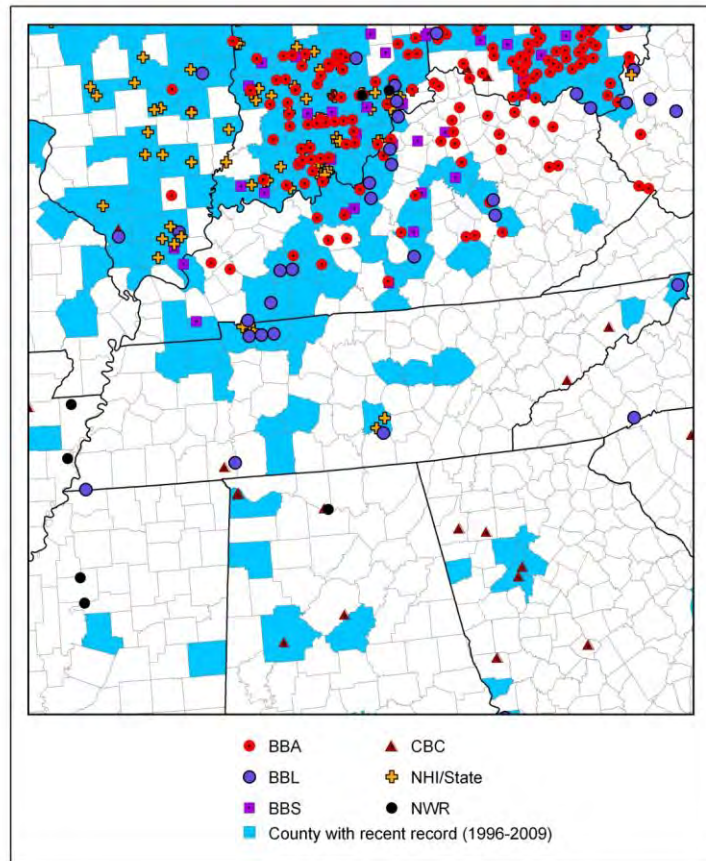 BBA
CBC
BBL
NHI/State
BBS
NWR
County with recent record (1996-2009)